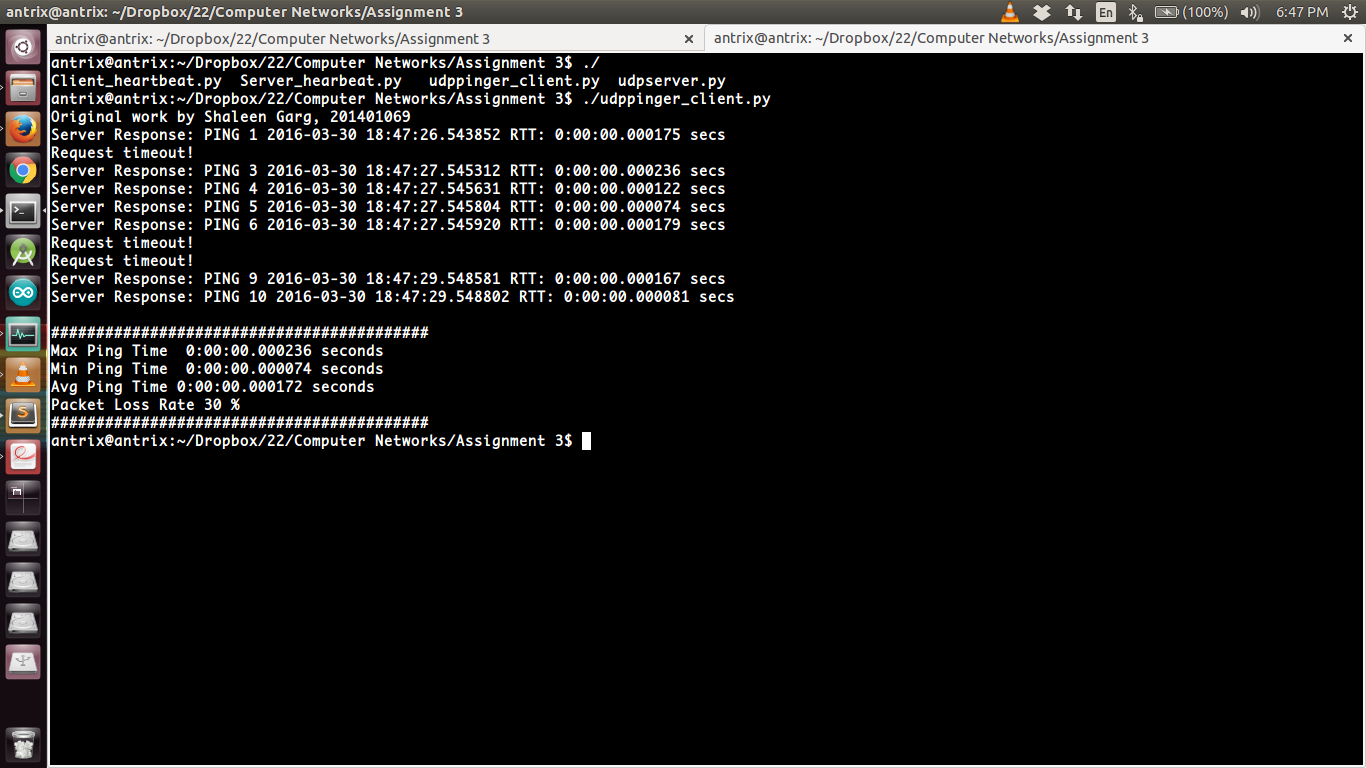 antrix@antrix: ~/Dropbox/22/Computer Networks/Assignment 3
En
(100%)
6:47 PM
antrix@antrix: ~/Dropbox/22/Computer Networks/Assignment 3
antrix@antrix: ~/Dropbox/22/Computer Networks/Assignment 3
antrix@antrix:~/Dropbox/22/Computer Networks/Assignment 3$ ./
Client_heartbeat.py  Server_hearbeat.py   udppinger_client.py  udpserver.py
antrix@antrix:~/Dropbox/22/Computer Networks/Assignment 3$ ./udppinger_client.py
Original work by Shaleen Garg, 201401069
Server Response: PING 1 2016-03-30 18:47:26.543852 RTT: 0:00:00.000175 secs
Request timeout!
Server Response: PING 3 2016-03-30 18:47:27.545312 RTT: 0:00:00.000236 secs
Server Response: PING 4 2016-03-30 18:47:27.545631 RTT: 0:00:00.000122 secs
Server Response: PING 5 2016-03-30 18:47:27.545804 RTT: 0:00:00.000074 secs
Server Response: PING 6 2016-03-30 18:47:27.545920 RTT: 0:00:00.000179 secs
Request timeout!
Request timeout!
Server Response: PING 9 2016-03-30 18:47:29.548581 RTT: 0:00:00.000167 secs
Server Response: PING 10 2016-03-30 18:47:29.548802 RTT: 0:00:00.000081 secs
##########################################
Max Ping Time  0:00:00.000236 seconds
Min Ping Time  0:00:00.000074 seconds
Avg Ping Time 0:00:00.000172 seconds
Packet Loss Rate 30 %
##########################################
antrix@antrix:~/Dropbox/22/Computer Networks/Assignment 3$